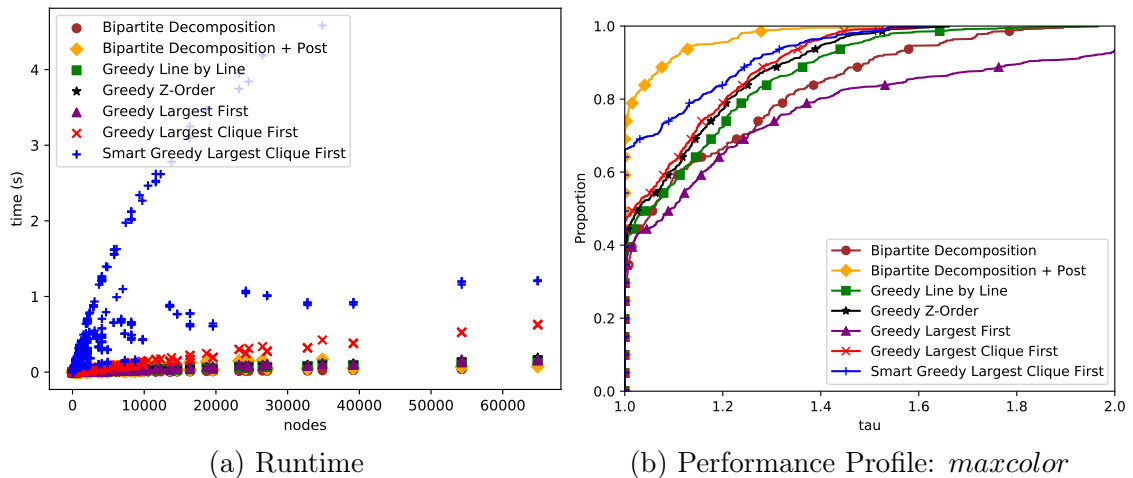 Bipartite Decomposition
Bipartite Decomposition + Post
Greedy Line by Line
Greedy Z-Order
Greedy Largest First
Greedy Largest Clique First
Smart Greedy Largest Clique First
4
3
2
1
0
time (s)
0 10000 20000 30000 40000 50000 60000
nodes
(a) Runtime
1.0
0.8
0.6
0.4
0.2
0.0
Proportion
Bipartite Decomposition
Bipartite Decomposition + Post
Greedy Line by Line
Greedy Z-Order
Greedy Largest First
Greedy Largest Clique First
Smart Greedy Largest Clique First
1.0 1.2 1.4 1.6 1.8 2.0
tau
(b) Performance Profile: maxcolor